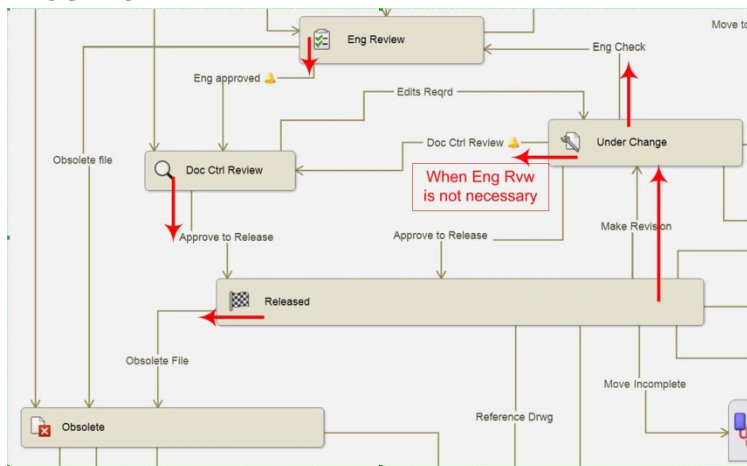 Eng Review
Move to
Eng Check
Eng approved
Edits Reqrd
Doc Ctrl Review
Under Change
Obsolete file
Doc Ctrl Review
When Eng Rvw
is not necessary
Make Revision
Approve to Release
Approve to Release
Released
Obsolete File
Move Incomplete
Reference Drwg
Obsolete